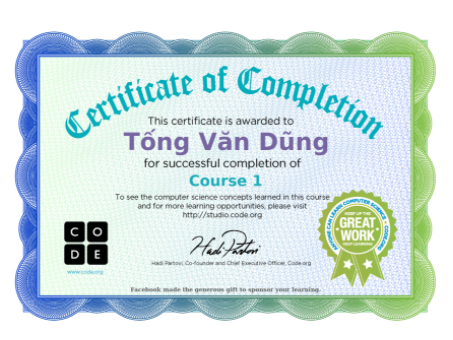 Certificate of Completion
This certificate is awarded to
Tống Văn Dũng
for successful completion of
Course 1
To see the computer science concepts learned in this course
and for more learning opportunities, please visit
http://studio.code.org
C O
D E
www.code.org
Hadi Partovi
Hadi Partovi, Co-founder and Chief Executive Officer, Code.org
ANYONE CAN LEARN COMPUTER SCIENCE • CODE.ORG
KEEP UP THE
GREAT
WORK
KEEP LEARNING
Facebook made the generous gift to sponsor your learning.